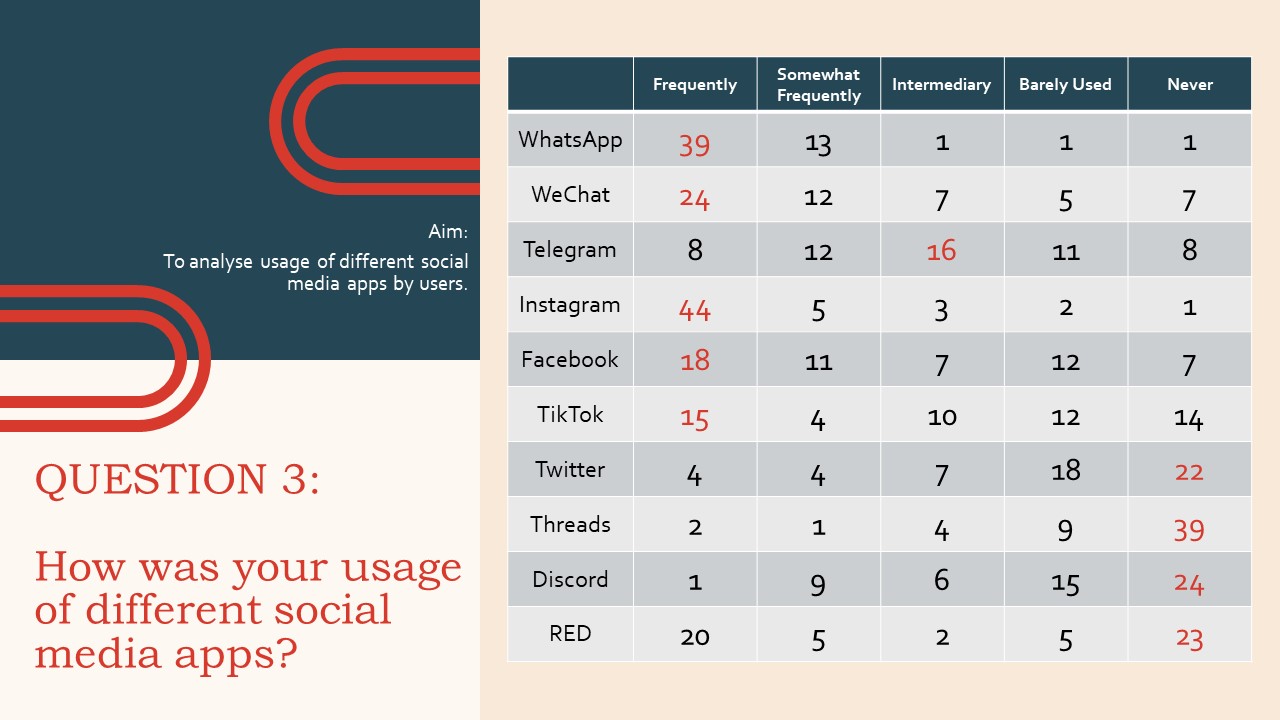 Aim:
To analyse usage of different social
media apps by users.
QUESTION 3:
How was your usage
of different social
media apps?
Frequently Somewhat Frequently Intermediary Barely Used Never
WhatsApp 39 13 1 1 1
WeChat 24 12 7 5 7
Telegram 8 12 16 11 8
Instagram 44 5 3 2 1
Facebook 18 11 7 12 7
TikTok 15 4 10 12 14
Twitter 4 4 7 18 22
Threads 2 1 4 9 39
Discord 1 9 6 15 24
RED 20 5 2 5 23